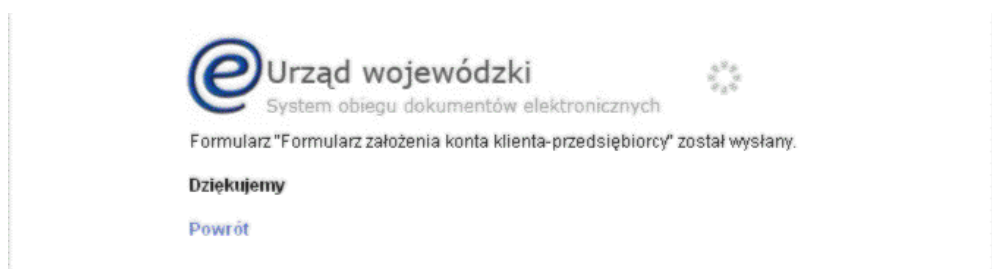 e Urząd wojewódzki
System obiegu dokumentów elektronicznych
Formularz "Formularz założenia konta klienta-przedsiębiorcy" został wysłany.
Dziękujemy
Powrót